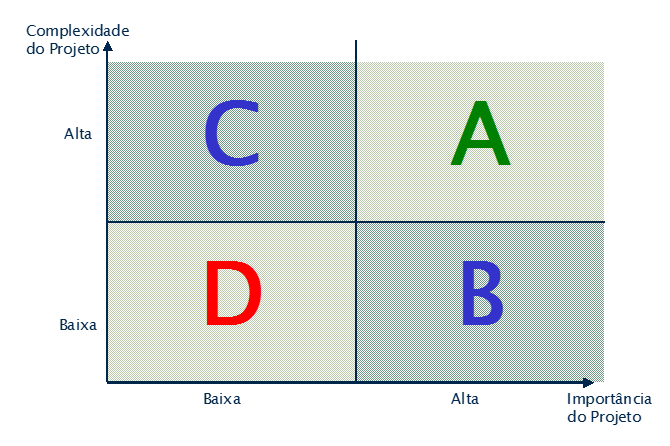 Complexidade
do Projeto
C
A
Alta
D
B
Baixa
Baixa
Alta
Importância
do Projeto